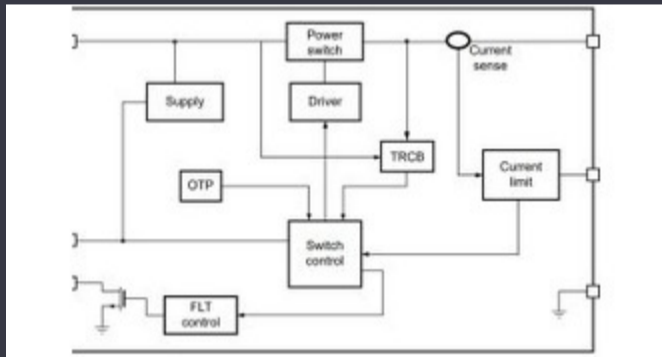 Power
switch
Current
sense
Supply
Driver
TRCB
Current
limit
OTP
Switch
control
FLT
control